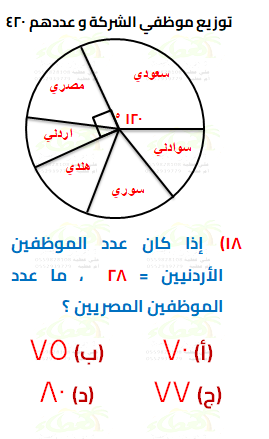 توزيع موظفي الشركة و عددهم ٤٢٠
سعودي
مصري
١٢٠°
اردني
سوادني
هندي
سوري
١٨) إذا كان عدد الموظفين
الأردنيين = ٢٨ ، ما عدد
الموظفين المصريين ؟
(أ) ٧٠ (ب) ٧٥
(ج) ٧٧ (د) ٨٠